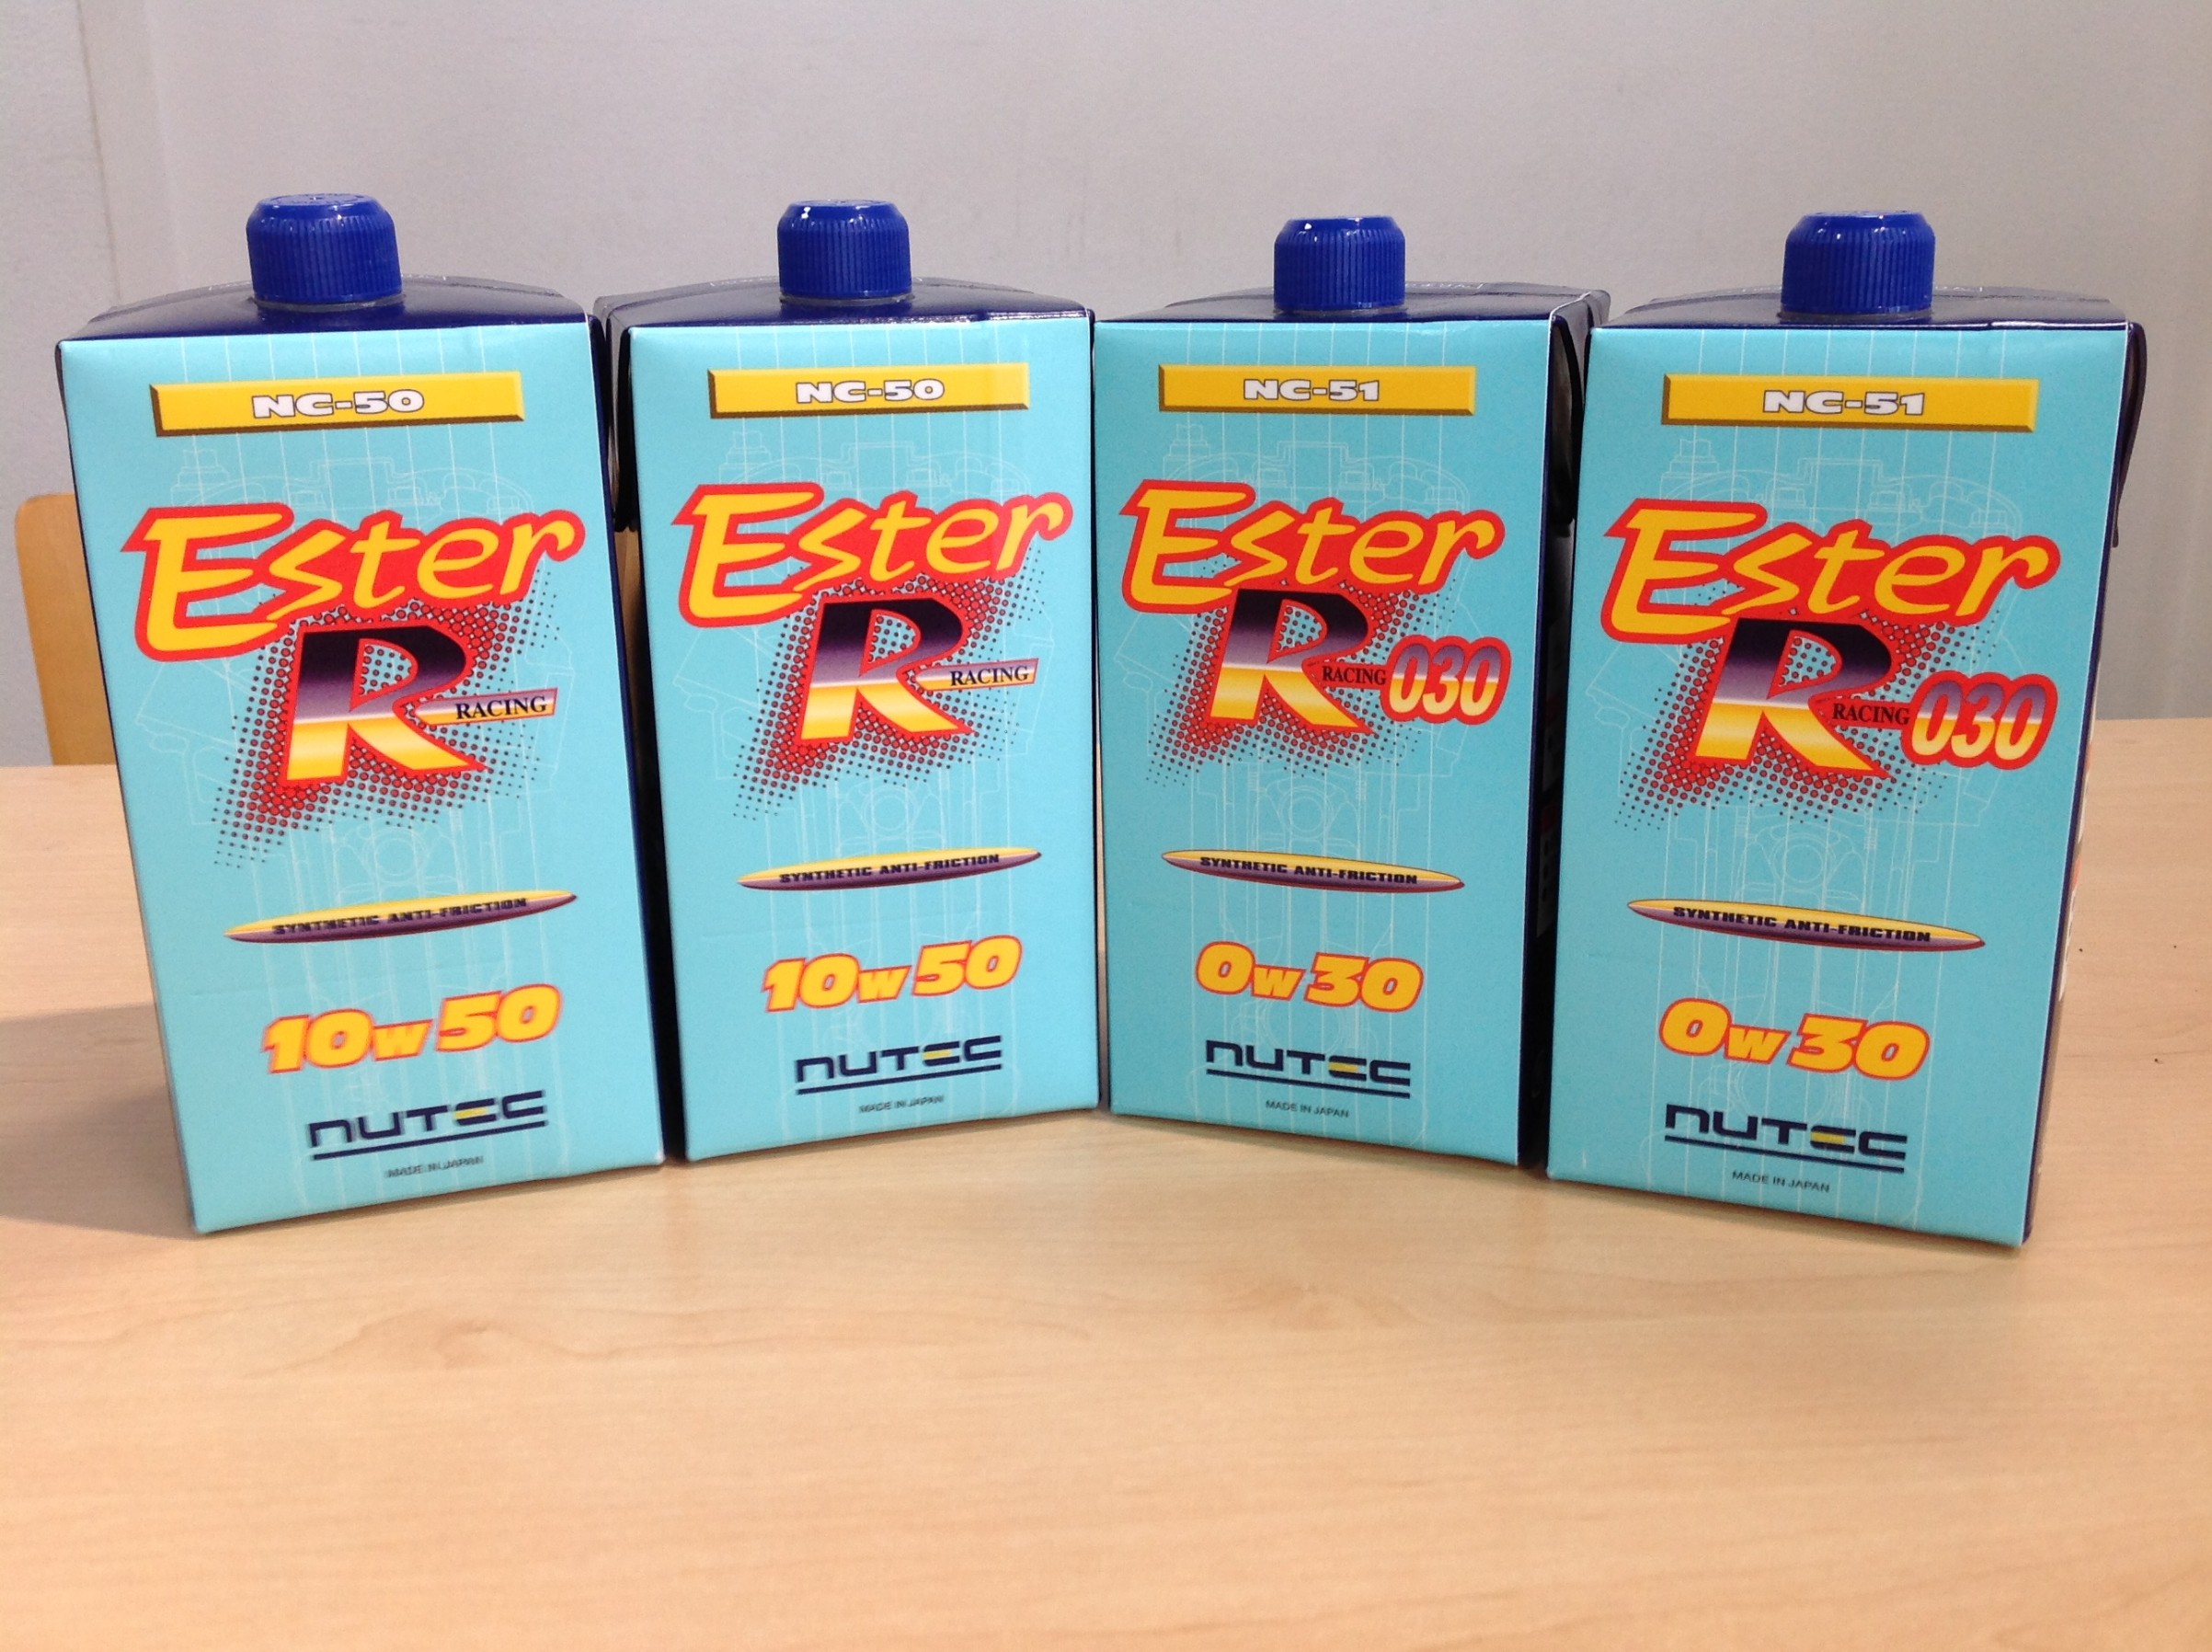 NC-50
Ester
R
RACING
SYNTHETIC ANTI-FRICTION
10w50
NUTEC
MADE IN JAPAN
NC-50
Ester
R
RACING
SYNTHETIC ANTI-FRICTION
10w50
NUTEC
MADE IN JAPAN
NC-51
Ester
R
RACING 030
SYNTHETIC ANTI-FRICTION
0w30
NUTEC
MADE IN JAPAN
NC-51
Ester
R
RACING 030
SYNTHETIC ANTI-FRICTION
0w30
NUTEC
MADE IN JAPAN